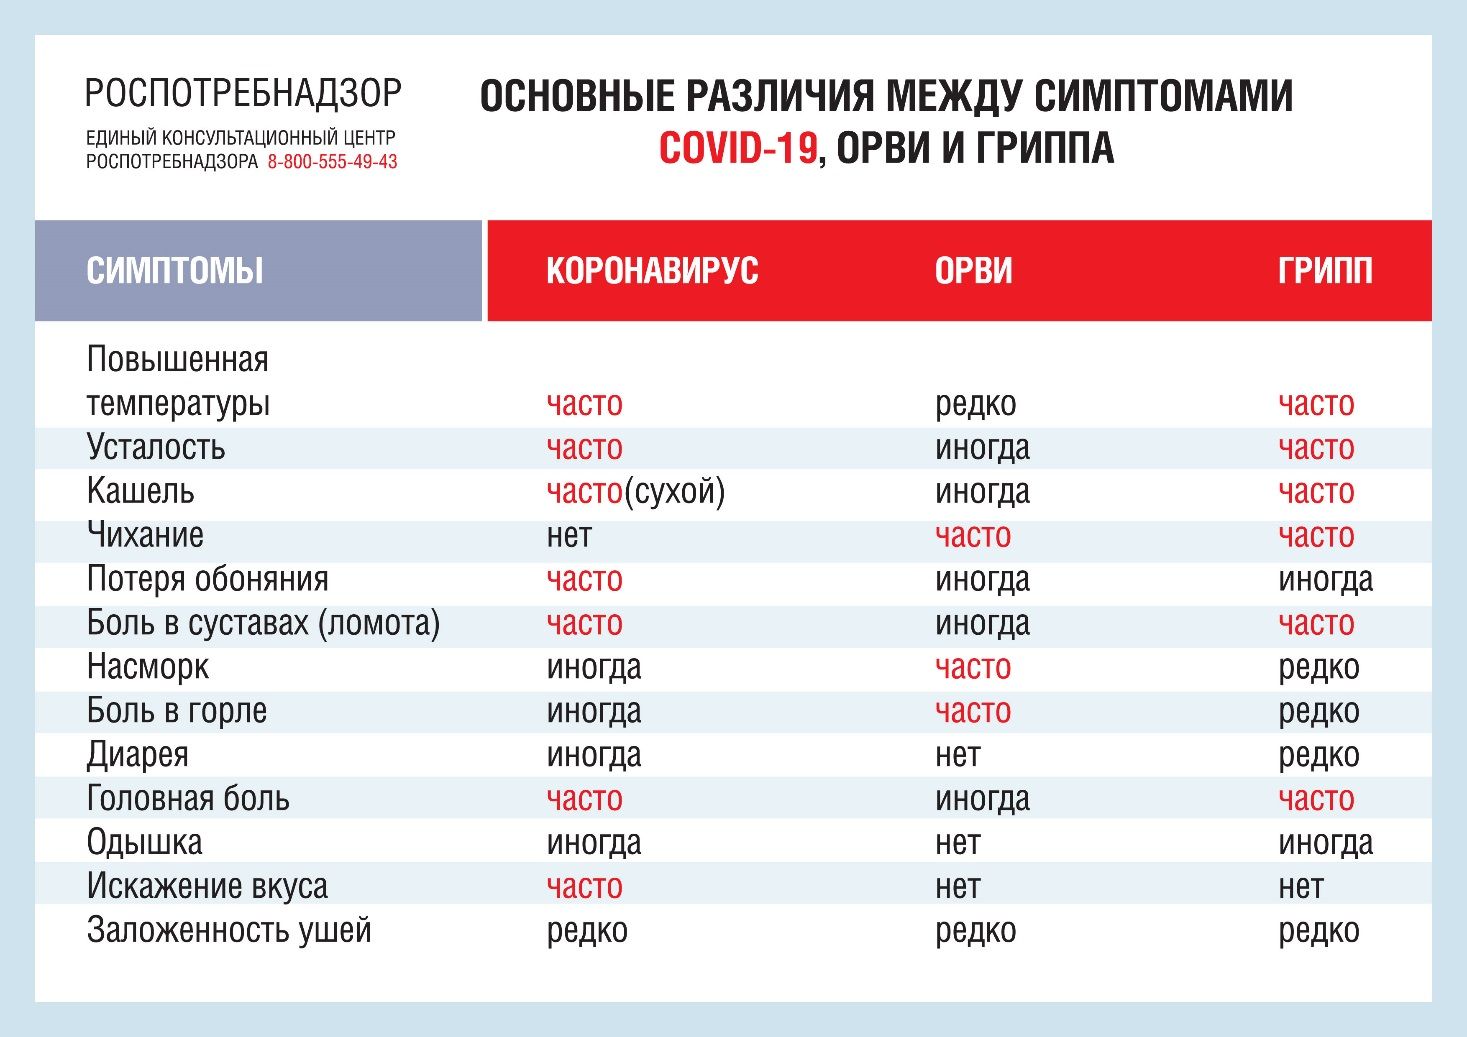 РОСПОТРЕБНАДЗОР
ЕДИНЫЙ КОНСУЛЬТАЦИОННЫЙ ЦЕНТР
РОСПОТРЕБНАДЗОРА 8-800-555-49-43
ОСНОВНЫЕ РАЗЛИЧИЯ МЕЖДУ СИМПТОМАМИ
COVID-19, ОРВИ И ГРИППА
СИМПТОМЫ КОРОНАВИРУС ОРВИ ГРИПП
Повышенная
температуры часто редко часто
Усталость часто иногда часто
Кашель часто(сухой) иногда часто
Чихание нет часто часто
Потеря обоняния часто иногда иногда
Боль в суставах (ломота) часто иногда часто
Насморк иногда часто редко
Боль в горле иногда часто редко
Диарея иногда нет редко
Головная боль часто иногда часто
Одышка иногда нет иногда
Искажение вкуса часто нет нет
Заложенность ушей редко редко редко